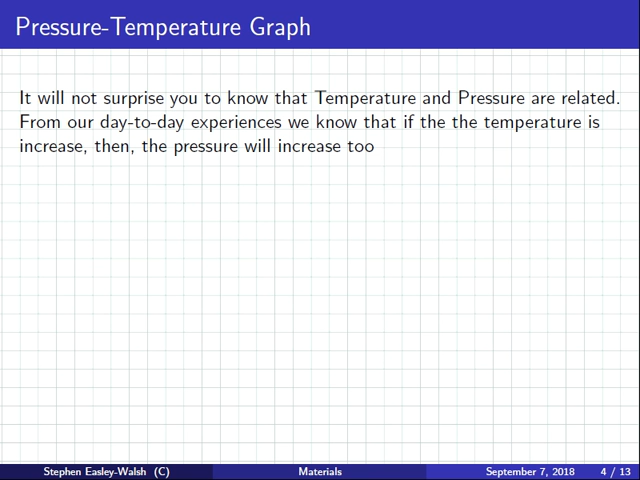 Pressure-Temperature Graph
It will not surprise you to know that Temperature and Pressure are related.
From our day-to-day experiences we know that if the the temperature is
increase, then, the pressure will increase too
Stephen Easley-Walsh (C) Materials September 7, 2018 4 / 13